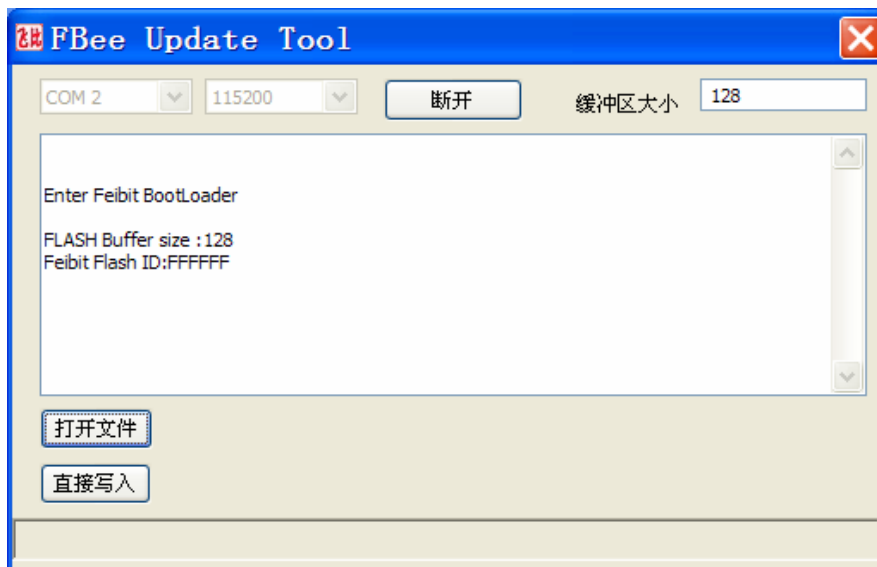 飞比 FBee Update Tool
COM 2 115200 断开 缓冲区大小 128
Enter Feibit BootLoader
FLASH Buffer size :128
Feibit Flash ID:FFFFFF
打开文件
直接写入